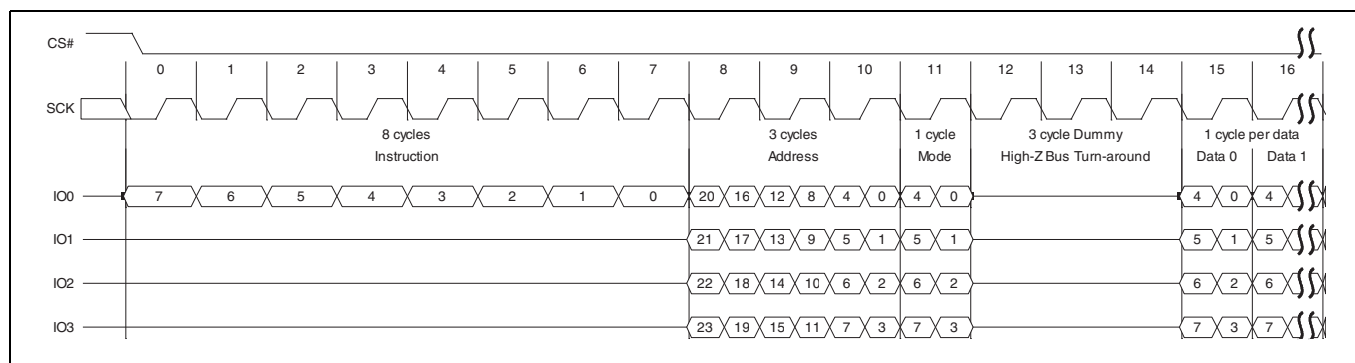 CS#
0 1 2 3 4 5 6 7 8 9 10 11 12 13 14 15 16
SCK
8 cycles 3 cycles 1 cycle 3 cycle Dummy 1 cycle per data
Instruction Address Mode High-Z Bus Turn-around Data 0 Data 1
IO0 7 6 5 4 3 2 1 0 20 16 12 8 4 0 4 0 4 0 4
IO1 21 17 13 9 5 1 5 1 5 1 5
IO2 22 18 14 10 6 2 6 2 6 2 6
IO3 23 19 15 11 7 3 7 3 7 3 7